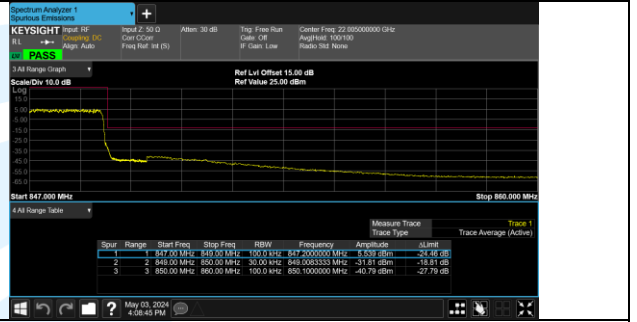 Spectrum Analyzer 1
Spurious Emissions
+
KEYSIGHT Input: RF Input Z: 50 Ω Atten: 30 dB Trig: Free Run Center Freq: 22.005000000 GHz
RL Coupling: DC Corr CCorr Gate: Off Avg|Hold: 100/100
Align: Auto Freq Ref: Int (S) IF Gain: Low Radio Std: None
PASS
3 All Range Graph
Ref Lvl Offset 15.00 dB
Scale/Div 10.0 dB Ref Value 25.00 dBm
Log
15.0
5.00
-5.00
-15.0
-25.0
-35.0
-45.0
-55.0
-65.0
Start 847.000 MHz Stop 860.000 MHz
4 All Range Table
Measure Trace Trace 1
Trace Type Trace Average (Active)
Spur Range Start Freq Stop Freq RBW Frequency Amplitude ΔLimit
1 1 847.00 MHz 849.00 MHz 100.0 kHz 847.2000000 MHz 5.539 dBm -24.46 dB
2 2 849.00 MHz 850.00 MHz 30.00 kHz 849.0083333 MHz -31.81 dBm -18.81 dB
3 3 850.00 MHz 860.00 MHz 100.0 kHz 850.1000000 MHz -40.79 dBm -27.79 dB
?
May 03, 2024
4:08:45 PM